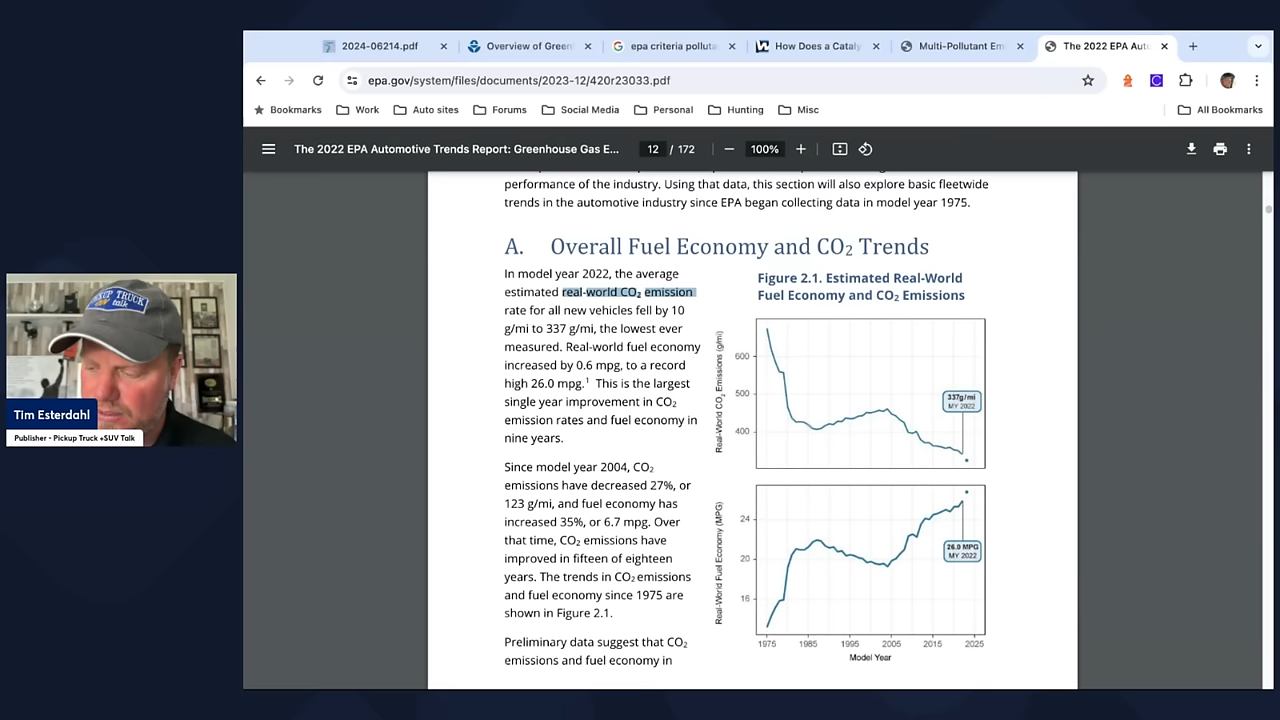 2024-06214.pdf
Overview of Green
epa criteria polluta
How Does a Cataly
Multi-Pollutant Em
The 2022 EPA Auto
epa.gov/system/files/documents/2023-12/420r23033.pdf
Bookmarks
Work
Auto sites
Forums
Social Media
Personal
Hunting
Misc
All Bookmarks
The 2022 EPA Automotive Trends Report: Greenhouse Gas E...
12 / 172
100%
performance of the industry. Using that data, this section will also explore basic fleetwide
trends in the automotive industry since EPA began collecting data in model year 1975.
A. Overall Fuel Economy and CO₂ Trends
In model year 2022, the average
estimated real-world CO₂ emission
rate for all new vehicles fell by 10
g/mi to 337 g/mi, the lowest ever
measured. Real-world fuel economy
increased by 0.6 mpg, to a record
high 26.0 mpg.¹ This is the largest
single year improvement in CO₂
emission rates and fuel economy in
nine years.
Since model year 2004, CO₂
emissions have decreased 27%, or
123 g/mi, and fuel economy has
increased 35%, or 6.7 mpg. Over
that time, CO₂ emissions have
improved in fifteen of eighteen
years. The trends in CO₂ emissions
and fuel economy since 1975 are
shown in Figure 2.1.
Preliminary data suggest that CO₂
emissions and fuel economy in
Figure 2.1. Estimated Real-World
Fuel Economy and CO₂ Emissions
Real-World CO₂ Emissions (g/mi)
600
500
400
337g/mi
MY 2022
Real-World Fuel Economy (MPG)
24
20
16
26.0 MPG
MY 2022
1975 1985 1995 2005 2015 2025
Model Year
PICKUP TRUCK
talk
TIm Esterdahl
Publisher - Pickup Truck +SUV Talk